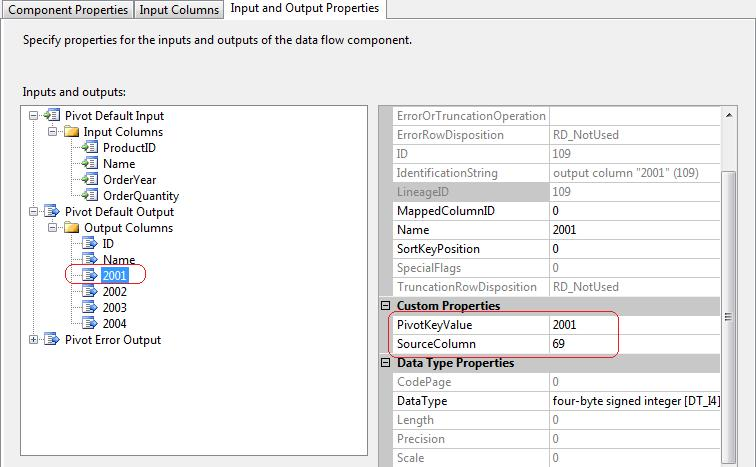 Component Properties Input Columns Input and Output Properties
Specify properties for the inputs and outputs of the data flow component.
Inputs and outputs:
Pivot Default Input
Input Columns
ProductID
Name
OrderYear
OrderQuantity
Pivot Default Output
Output Columns
ID
Name
2001
2002
2003
2004
Pivot Error Output
ErrorOrTruncationOperation
ErrorRowDisposition RD_NotUsed
ID 109
IdentificationString output column "2001" (109)
LineageID 109
MappedColumnID 0
Name 2001
SortKeyPosition 0
SpecialFlags 0
TruncationRowDisposition RD_NotUsed
Custom Properties
PivotKeyValue 2001
SourceColumn 69
Data Type Properties
CodePage 0
DataType four-byte signed integer [DT_I4]
Length 0
Precision 0
Scale 0